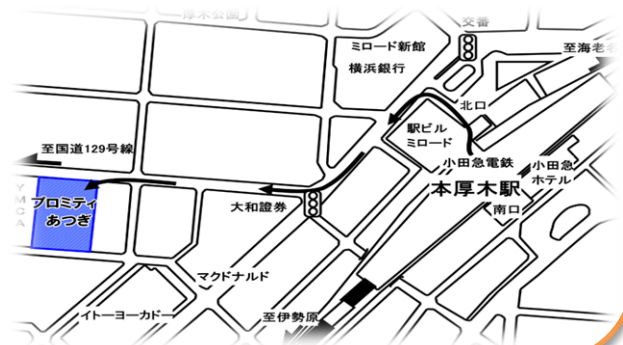 厚木公園
交番
ミロード新館
至海老名
横浜銀行
北口
駅ビル
ミロード
至国道129号線
小田急電鉄
小田急
ホテル
本厚木駅
YMCA
プロミティ
あつぎ
大和證券
南口
マクドナルド
イトーヨーカドー
至伊勢原